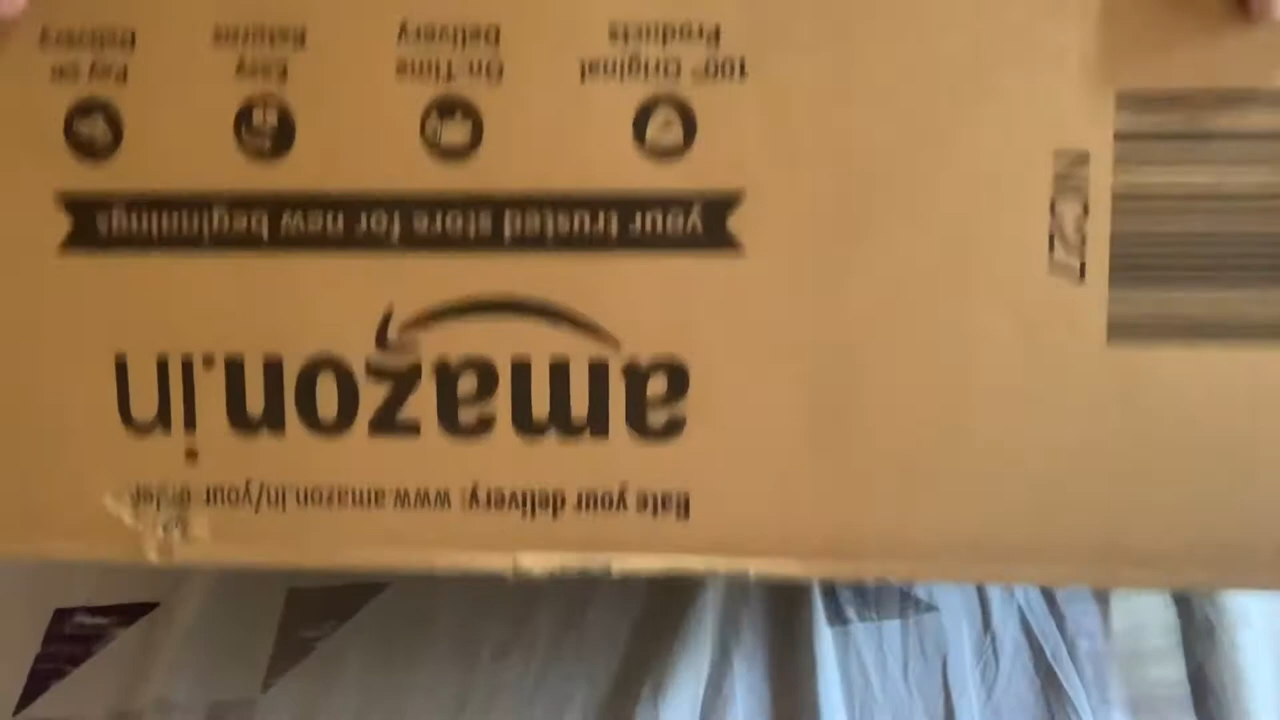 Rate your delivery: www.amazon.in/your-order
amazon.in
your trusted store for new beginnings
100% Original Products
On-Time Delivery
Easy Returns
Pay on Delivery